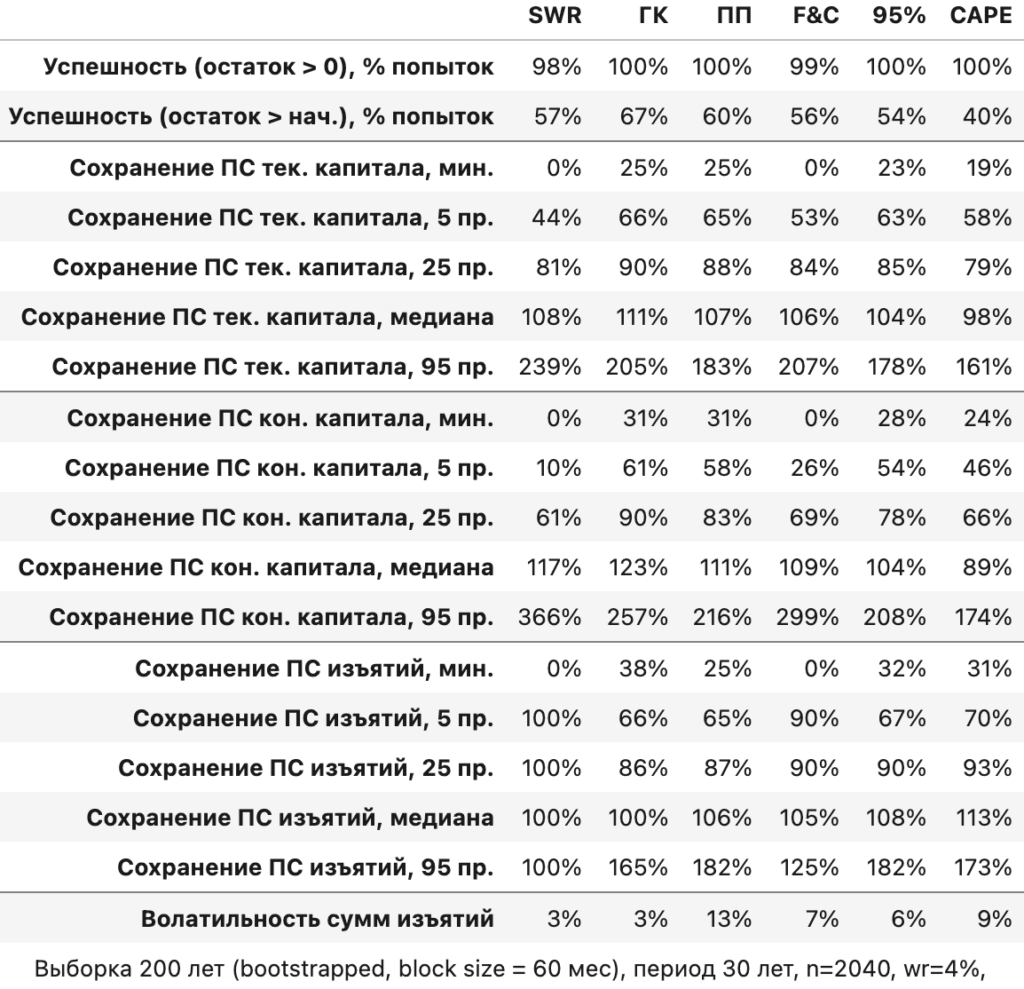 SWR ГК ПП F&C 95% CAPE
Успешность (остаток > 0), % попыток 98% 100% 100% 99% 100% 100%
Успешность (остаток > нач.), % попыток 57% 67% 60% 56% 54% 40%
Сохранение ПС тек. капитала, мин. 0% 25% 25% 0% 23% 19%
Сохранение ПС тек. капитала, 5 пр. 44% 66% 65% 53% 63% 58%
Сохранение ПС тек. капитала, 25 пр. 81% 90% 88% 84% 85% 79%
Сохранение ПС тек. капитала, медиана 108% 111% 107% 106% 104% 98%
Сохранение ПС тек. капитала, 95 пр. 239% 205% 183% 207% 178% 161%
Сохранение ПС кон. капитала, мин. 0% 31% 31% 0% 28% 24%
Сохранение ПС кон. капитала, 5 пр. 10% 61% 58% 26% 54% 46%
Сохранение ПС кон. капитала, 25 пр. 61% 90% 83% 69% 78% 66%
Сохранение ПС кон. капитала, медиана 117% 123% 111% 109% 104% 89%
Сохранение ПС кон. капитала, 95 пр. 366% 257% 216% 299% 208% 174%
Сохранение ПС изъятий, мин. 0% 38% 25% 0% 32% 31%
Сохранение ПС изъятий, 5 пр. 100% 66% 65% 90% 67% 70%
Сохранение ПС изъятий, 25 пр. 100% 86% 87% 90% 90% 93%
Сохранение ПС изъятий, медиана 100% 100% 106% 105% 108% 113%
Сохранение ПС изъятий, 95 пр. 100% 165% 182% 125% 182% 173%
Волатильность сумм изъятий 3% 3% 13% 7% 6% 9%
Выборка 200 лет (bootstrapped, block size = 60 мес), период 30 лет, n=2040, wr=4%,